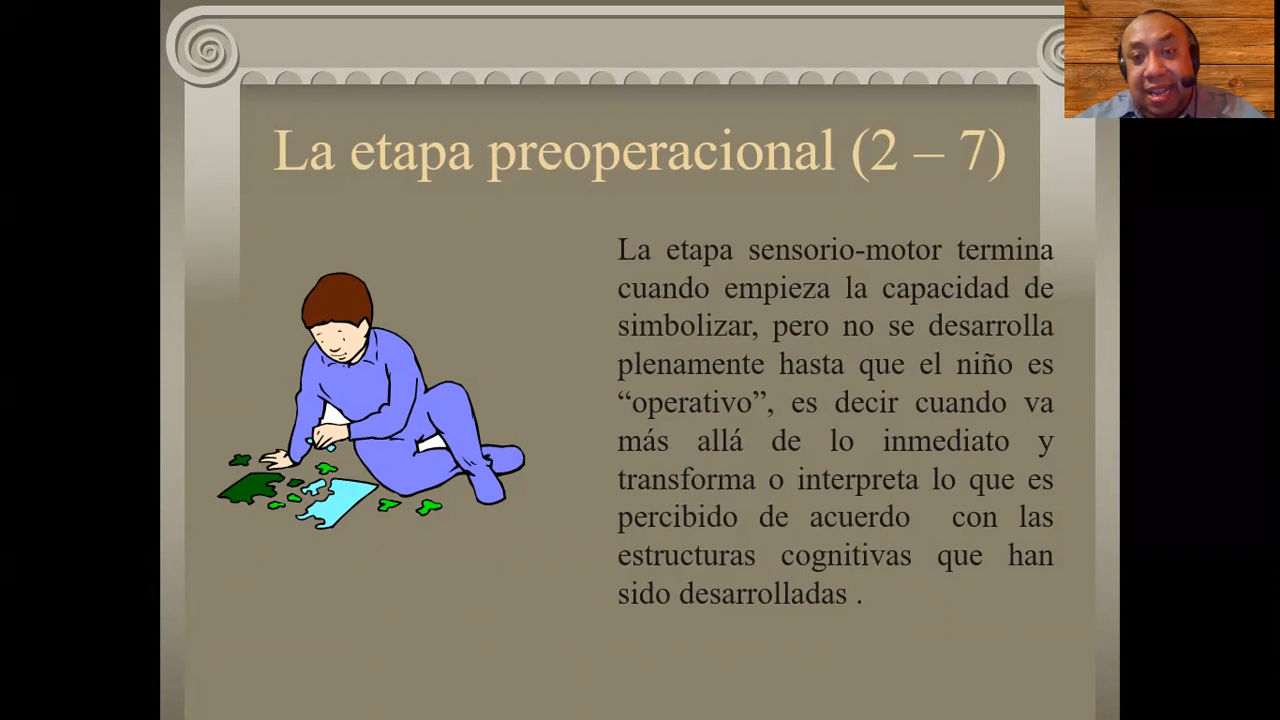 La etapa preoperacional (2 – 7)
La etapa sensorio-motor termina
cuando empieza la capacidad de
simbolizar, pero no se desarrolla
plenamente hasta que el niño es
“operativo”, es decir cuando va
más allá de lo inmediato y
transforma o interpreta lo que es
percibido de acuerdo con las
estructuras cognitivas que han
sido desarrolladas .